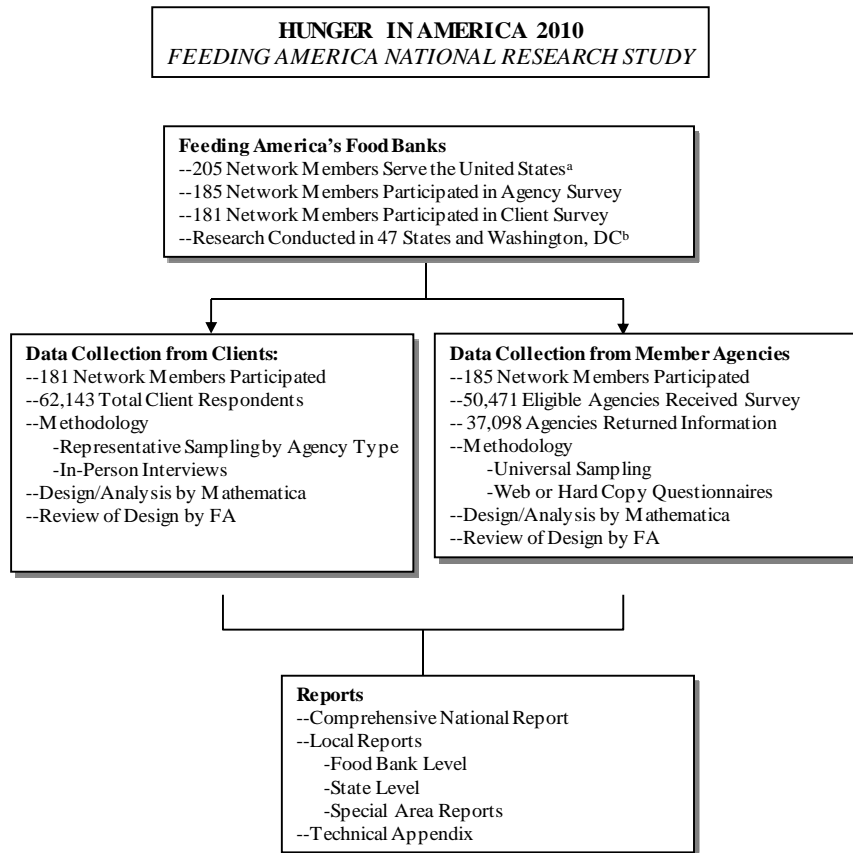 HUNGER IN AMERICA 2010
FEEDING AMERICA NATIONAL RESEARCH STUDY
Feeding America's Food Banks
--205 Network Members Serve the United Statesᵃ
--185 Network Members Participated in Agency Survey
--181 Network Members Participated in Client Survey
--Research Conducted in 47 States and Washington, DCᵇ
Data Collection from Clients:
--181 Network Members Participated
--62,143 Total Client Respondents
--Methodology
-Representative Sampling by Agency Type
-In-Person Interviews
--Design/Analysis by Mathematica
--Review of Design by FA
Data Collection from Member Agencies
--185 Network Members Participated
--50,471 Eligible Agencies Received Survey
-- 37,098 Agencies Returned Information
--Methodology
-Universal Sampling
-Web or Hard Copy Questionnaires
--Design/Analysis by Mathematica
--Review of Design by FA
Reports
--Comprehensive National Report
--Local Reports
-Food Bank Level
-State Level
-Special Area Reports
--Technical Appendix